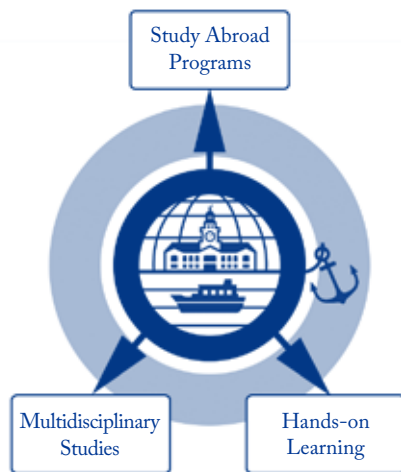 Study Abroad
Programs
Multidisciplinary
Studies
Hands-on
Learning